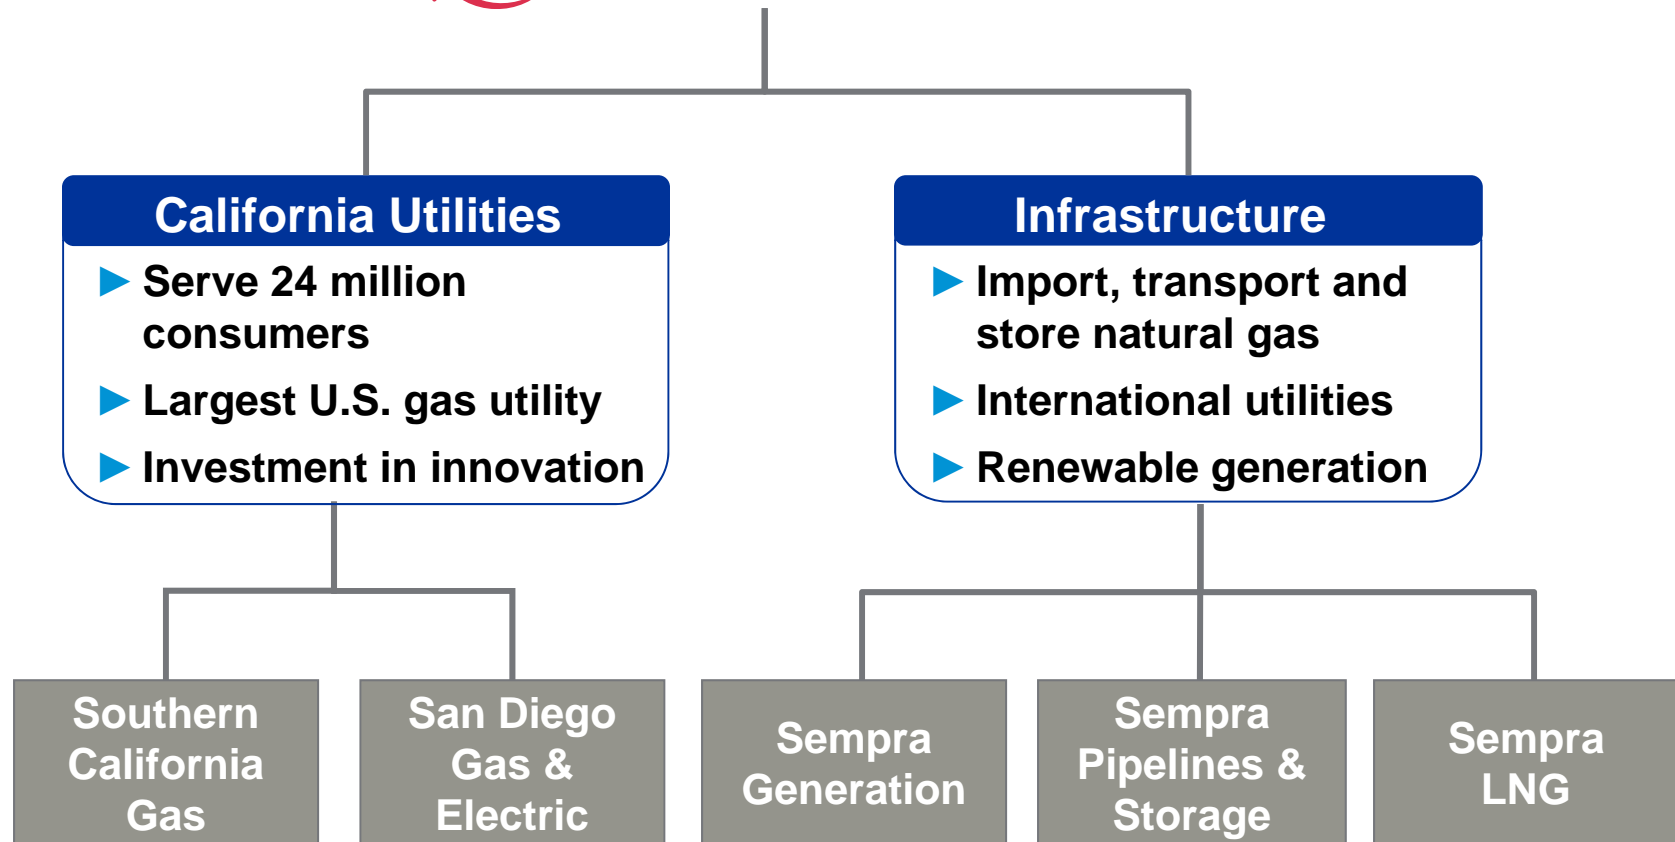 California Utilities
► Serve 24 million
consumers
► Largest U.S. gas utility
► Investment in innovation
Infrastructure
► Import, transport and
store natural gas
► International utilities
► Renewable generation
Southern
California
Gas
San Diego
Gas &
Electric
Sempra
Generation
Sempra
Pipelines &
Storage
Sempra
LNG